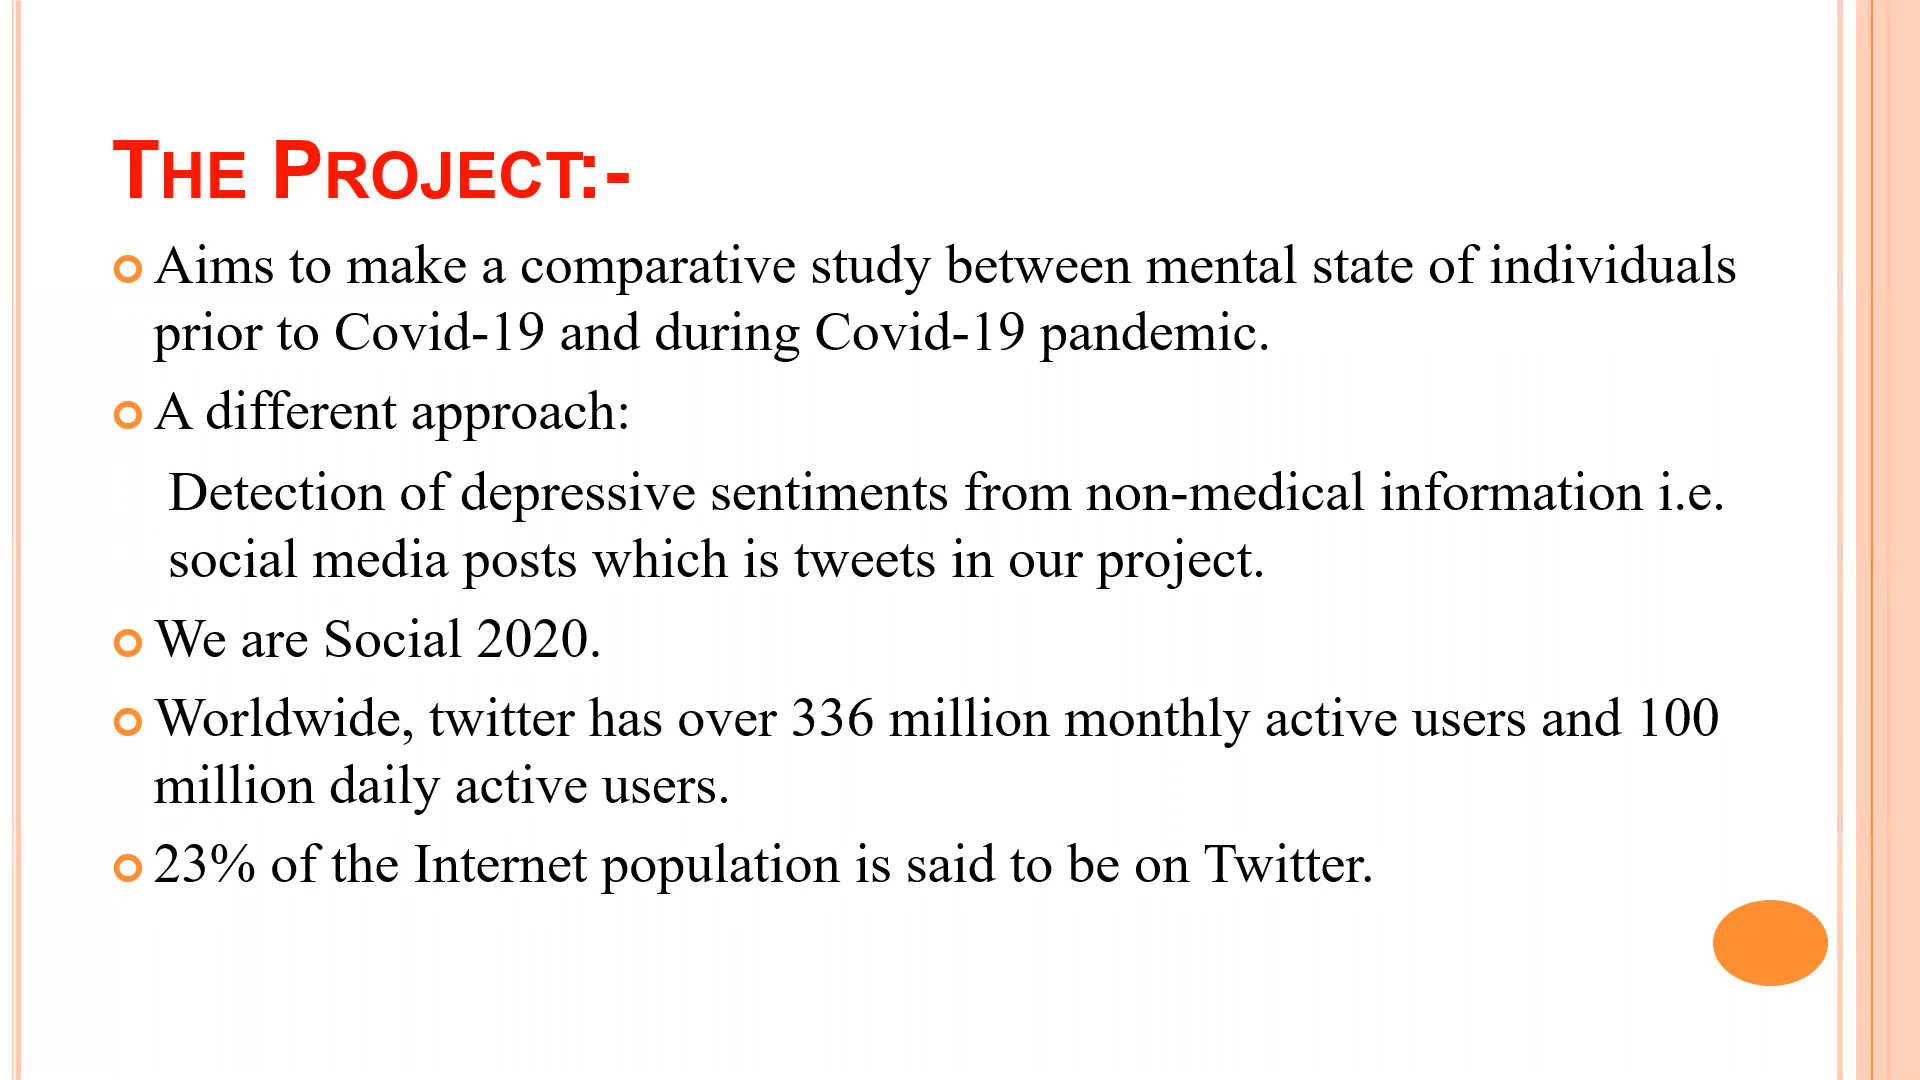 The Project:-
Aims to make a comparative study between mental state of individuals
prior to Covid-19 and during Covid-19 pandemic.
A different approach:
Detection of depressive sentiments from non-medical information i.e.
social media posts which is tweets in our project.
We are Social 2020.
Worldwide, twitter has over 336 million monthly active users and 100
million daily active users.
23% of the Internet population is said to be on Twitter.